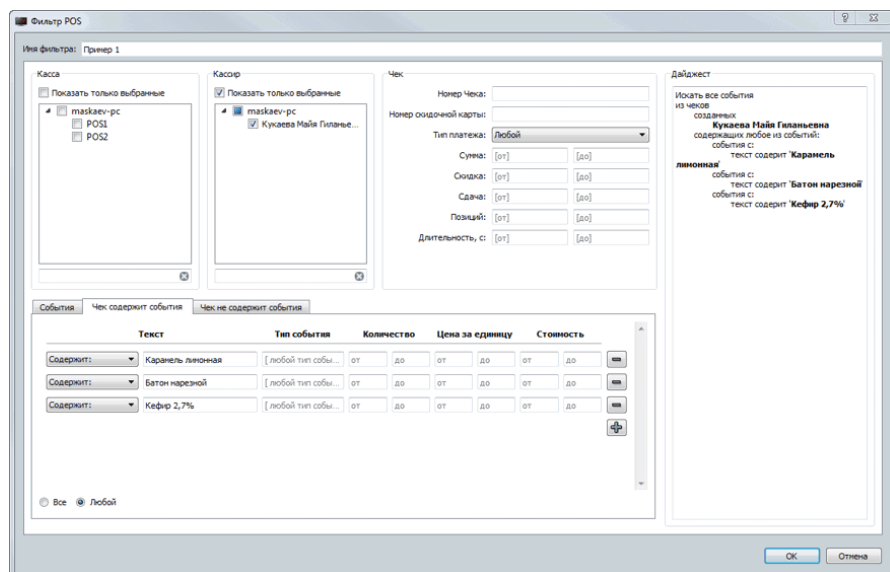 Фильтр POS
Имя фильтра: Пример 1
Касса
Показать только выбранные
maskaev-pc
POS1
POS2
Кассир
Показать только выбранные
maskaev-pc
Кукаева Майя Гиланье...
Чек
Номер Чека:
Номер скидочной карты:
Тип платежа: Любой
Сумма: [от] [до]
Скидка: [от] [до]
Сдача: [от] [до]
Позиций: [от] [до]
Длительность, с: [от] [до]
Дайджест
Искать все события
из чеков
созданных
Кукаева Майя Гиланьевна
содержащих любое из событий:
события с:
текст содерит 'Карамель
лимонная'
события с:
текст содерит 'Батон нарезной'
события с:
текст содерит 'Кефир 2,7%'
События Чек содержит события Чек не содержит события
Текст Тип события Количество Цена за единицу Стоимость
Содержит: Карамель лимонная [ любой тип собы... от до от до от до
Содержит: Батон нарезной [ любой тип собы... от до от до от до
Содержит: Кефир 2,7% [ любой тип собы... от до от до от до
Все Любой
OK Отмена